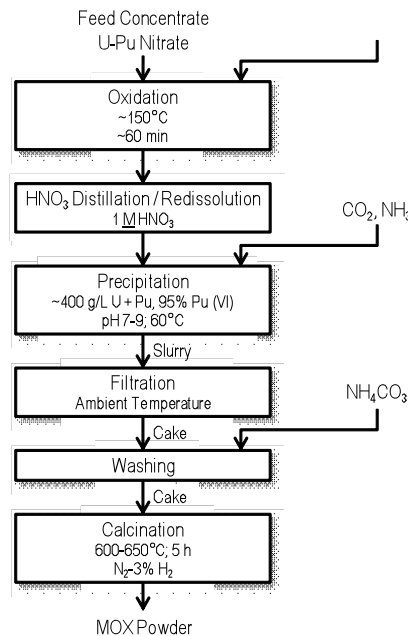 Feed Concentrate
U-Pu Nitrate
Oxidation
~150°C
~60 min
HNO₃ Distillation / Redissolution
1 M HNO₃
CO₂, NH₃
Precipitation
~400 g/L U + Pu, 95% Pu (VI)
pH 7-9; 60°C
Slurry
Filtration
Ambient Temperature
NH₄CO₃
Cake
Washing
Cake
Calcination
600-650°C; 5 h
N₂-3% H₂
MOX Powder